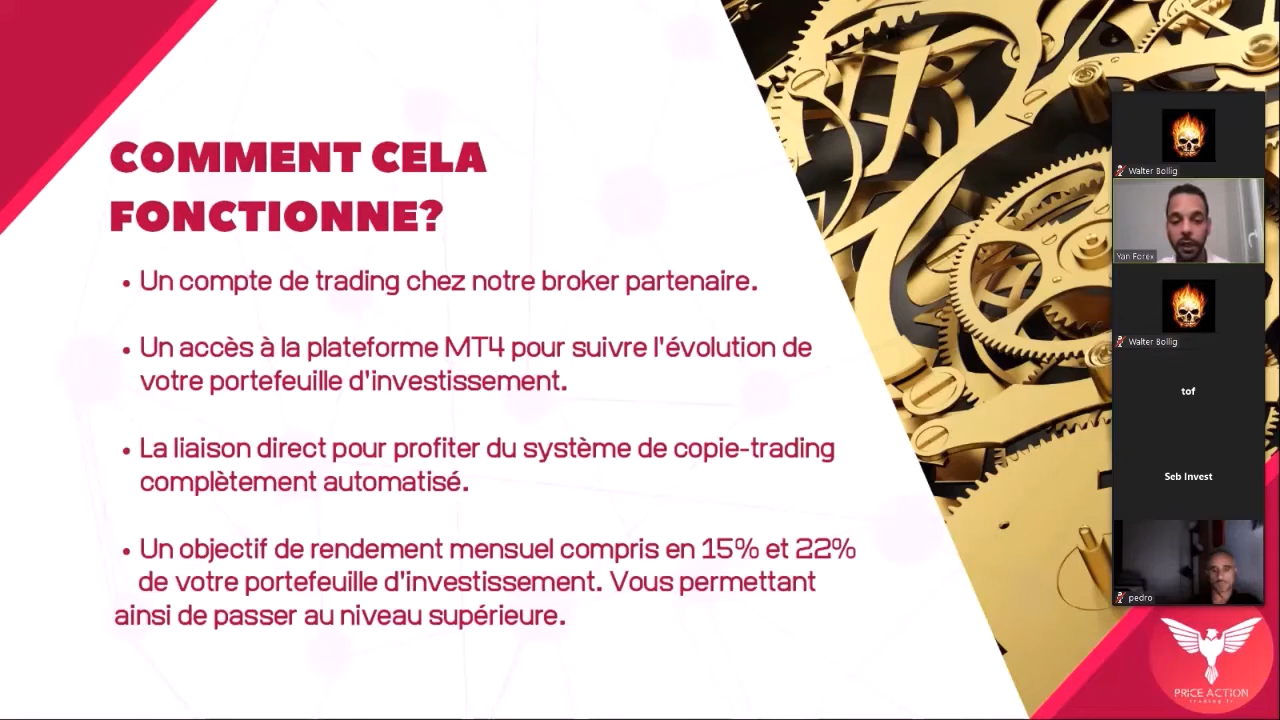 COMMENT CELA
FONCTIONNE?
• Un compte de trading chez notre broker partenaire.
• Un accès à la plateforme MT4 pour suivre l'évolution de
votre portefeuille d'investissement.
• La liaison direct pour profiter du système de copie-trading
complètement automatisé.
• Un objectif de rendement mensuel compris en 15% et 22%
de votre portefeuille d'investissement. Vous permettant
ainsi de passer au niveau supérieure.
Walter Bollig
Yan Forex
Walter Bollig
tof
Seb Invest
pedro
PRICE ACTION
trading fr